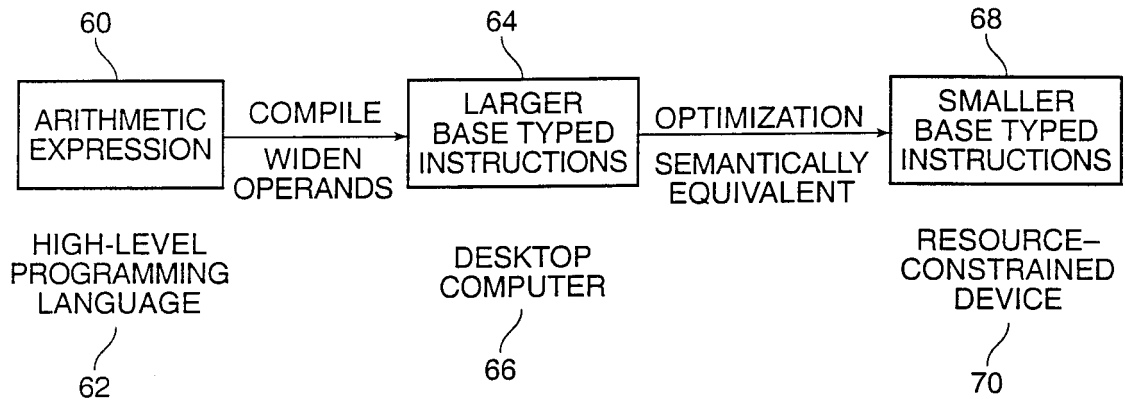 60
64
68
ARITHMETIC
EXPRESSION
COMPILE
WIDEN
OPERANDS
LARGER
BASE TYPED
INSTRUCTIONS
OPTIMIZATION
SEMANTICALLY
EQUIVALENT
SMALLER
BASE TYPED
INSTRUCTIONS
HIGH-LEVEL
PROGRAMMING
LANGUAGE
DESKTOP
COMPUTER
RESOURCE–
CONSTRAINED
DEVICE
62
66
70